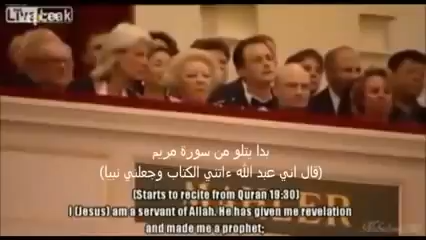 LiveLeak
بدا يتلو من سورة مريم
(قال اني عبد الله ءاتني الكتاب وجعلني نبيا)
MAHLER
(Starts to recite from Quran 19:30)
I (Jesus) am a servant of Allah. He has given me revelation
and made me a prophet;